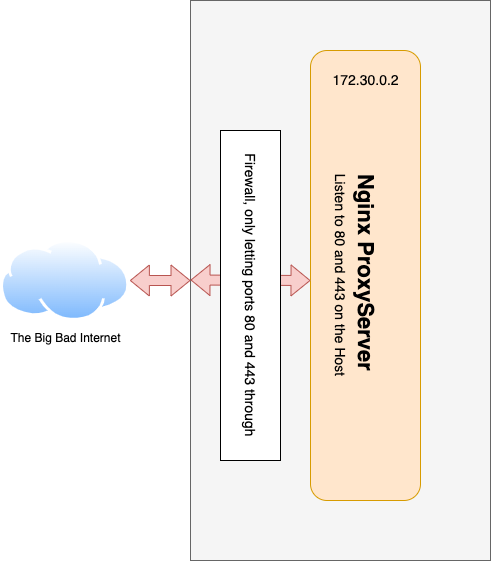 172.30.0.2
Nginx ProxyServer
Listen to 80 and 443 on the Host
Firewall, only letting ports 80 and 443 through
The Big Bad Internet